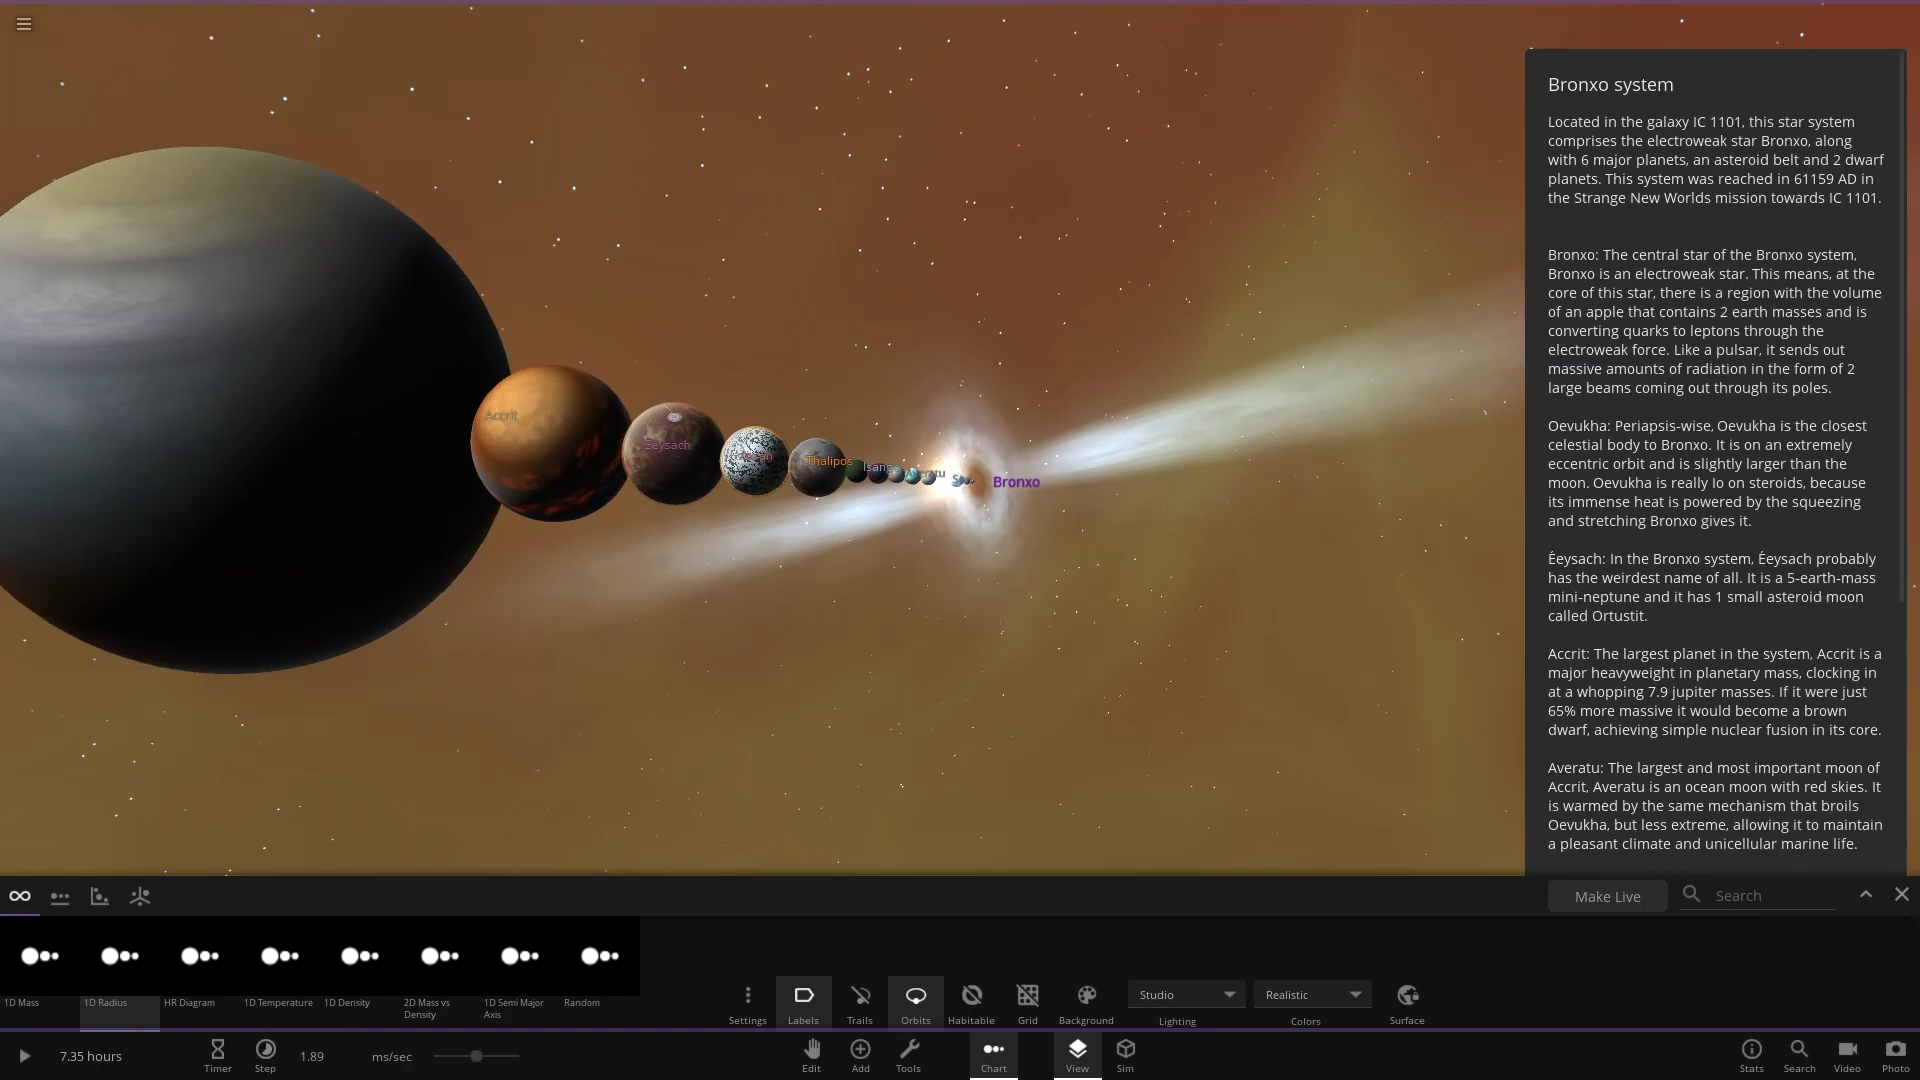 Bronxo system
Located in the galaxy IC 1101, this star system
comprises the electroweak star Bronxo, along
with 6 major planets, an asteroid belt and 2 dwarf
planets. This system was reached in 61159 AD in
the Strange New Worlds mission towards IC 1101.
Bronxo: The central star of the Bronxo system,
Bronxo is an electroweak star. This means, at the
core of this star, there is a region with the volume
of an apple that contains 2 earth masses and is
converting quarks to leptons through the
electroweak force. Like a pulsar, it sends out
massive amounts of radiation in the form of 2
large beams coming out through its poles.
Oevukha: Periapsis-wise, Oevukha is the closest
celestial body to Bronxo. It is on an extremely
eccentric orbit and is slightly larger than the
moon. Oevukha is really Io on steroids, because
its immense heat is powered by the squeezing
and stretching Bronxo gives it.
Éeysach: In the Bronxo system, Éeysach probably
has the weirdest name of all. It is a 5-earth-mass
mini-neptune and it has 1 small asteroid moon
called Ortustit.
Accrit: The largest planet in the system, Accrit is a
major heavyweight in planetary mass, clocking in
at a whopping 7.9 jupiter masses. If it were just
65% more massive it would become a brown
dwarf, achieving simple nuclear fusion in its core.
Averatu: The largest and most important moon of
Accrit, Averatu is an ocean moon with red skies. It
is warmed by the same mechanism that broils
Oevukha, but less extreme, allowing it to maintain
a pleasant climate and unicellular marine life.
Accrit
Éeysach
Thalipos
Isang
Averatu
Bronxo
Make Live
Search
1D Mass
1D Radius
HR Diagram
1D Temperature
1D Density
2D Mass vs
Density
1D Semi Major
Axis
Random
Settings
Labels
Trails
Orbits
Habitable
Grid
Background
Studio
Lighting
Realistic
Colors
Surface
7.35 hours
Timer
Step
1.89
ms/sec
Edit
Add
Tools
Chart
View
Sim
Stats
Search
Video
Photo